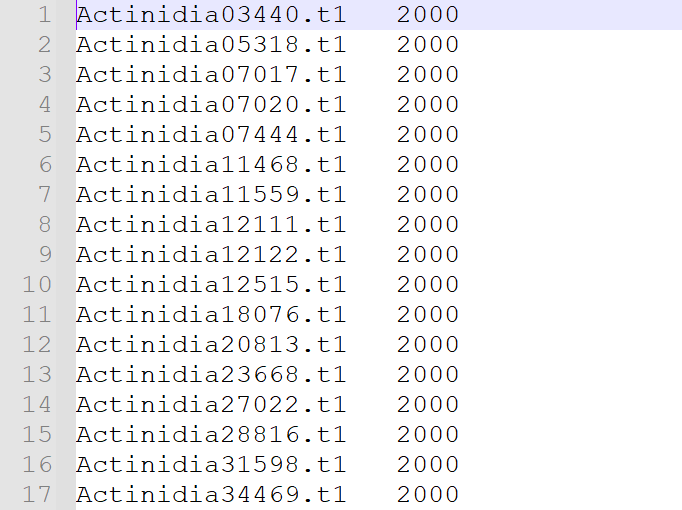 1 Actinidia03440.t1 2000
2 Actinidia05318.t1 2000
3 Actinidia07017.t1 2000
4 Actinidia07020.t1 2000
5 Actinidia07444.t1 2000
6 Actinidia11468.t1 2000
7 Actinidia11559.t1 2000
8 Actinidia12111.t1 2000
9 Actinidia12122.t1 2000
10 Actinidia12515.t1 2000
11 Actinidia18076.t1 2000
12 Actinidia20813.t1 2000
13 Actinidia23668.t1 2000
14 Actinidia27022.t1 2000
15 Actinidia28816.t1 2000
16 Actinidia31598.t1 2000
17 Actinidia34469.t1 2000